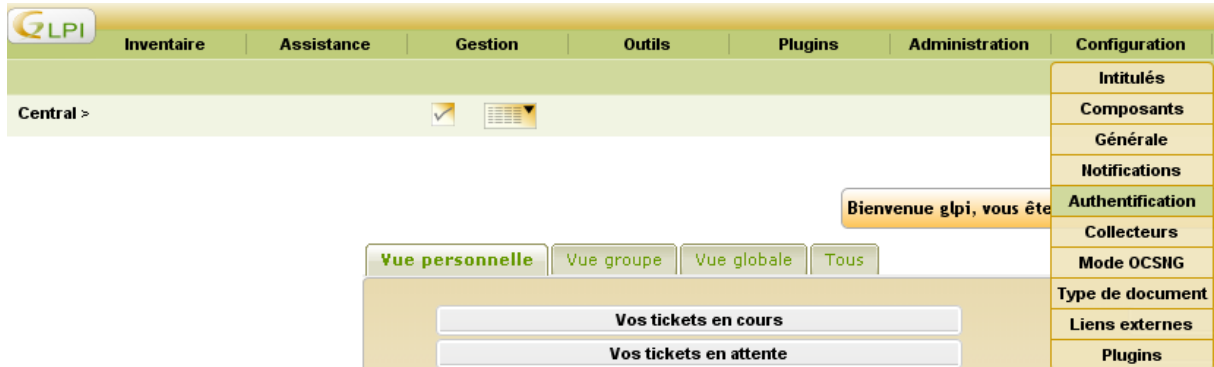 GLPI
Inventaire Assistance Gestion Outils Plugins Administration Configuration
Intitulés
Central >
Composants
Générale
Notifications
Bienvenue glpi, vous ête
Authentification
Collecteurs
Vue personnelle Vue groupe Vue globale Tous
Mode OCSNG
Type de document
Vos tickets en cours
Liens externes
Vos tickets en attente
Plugins